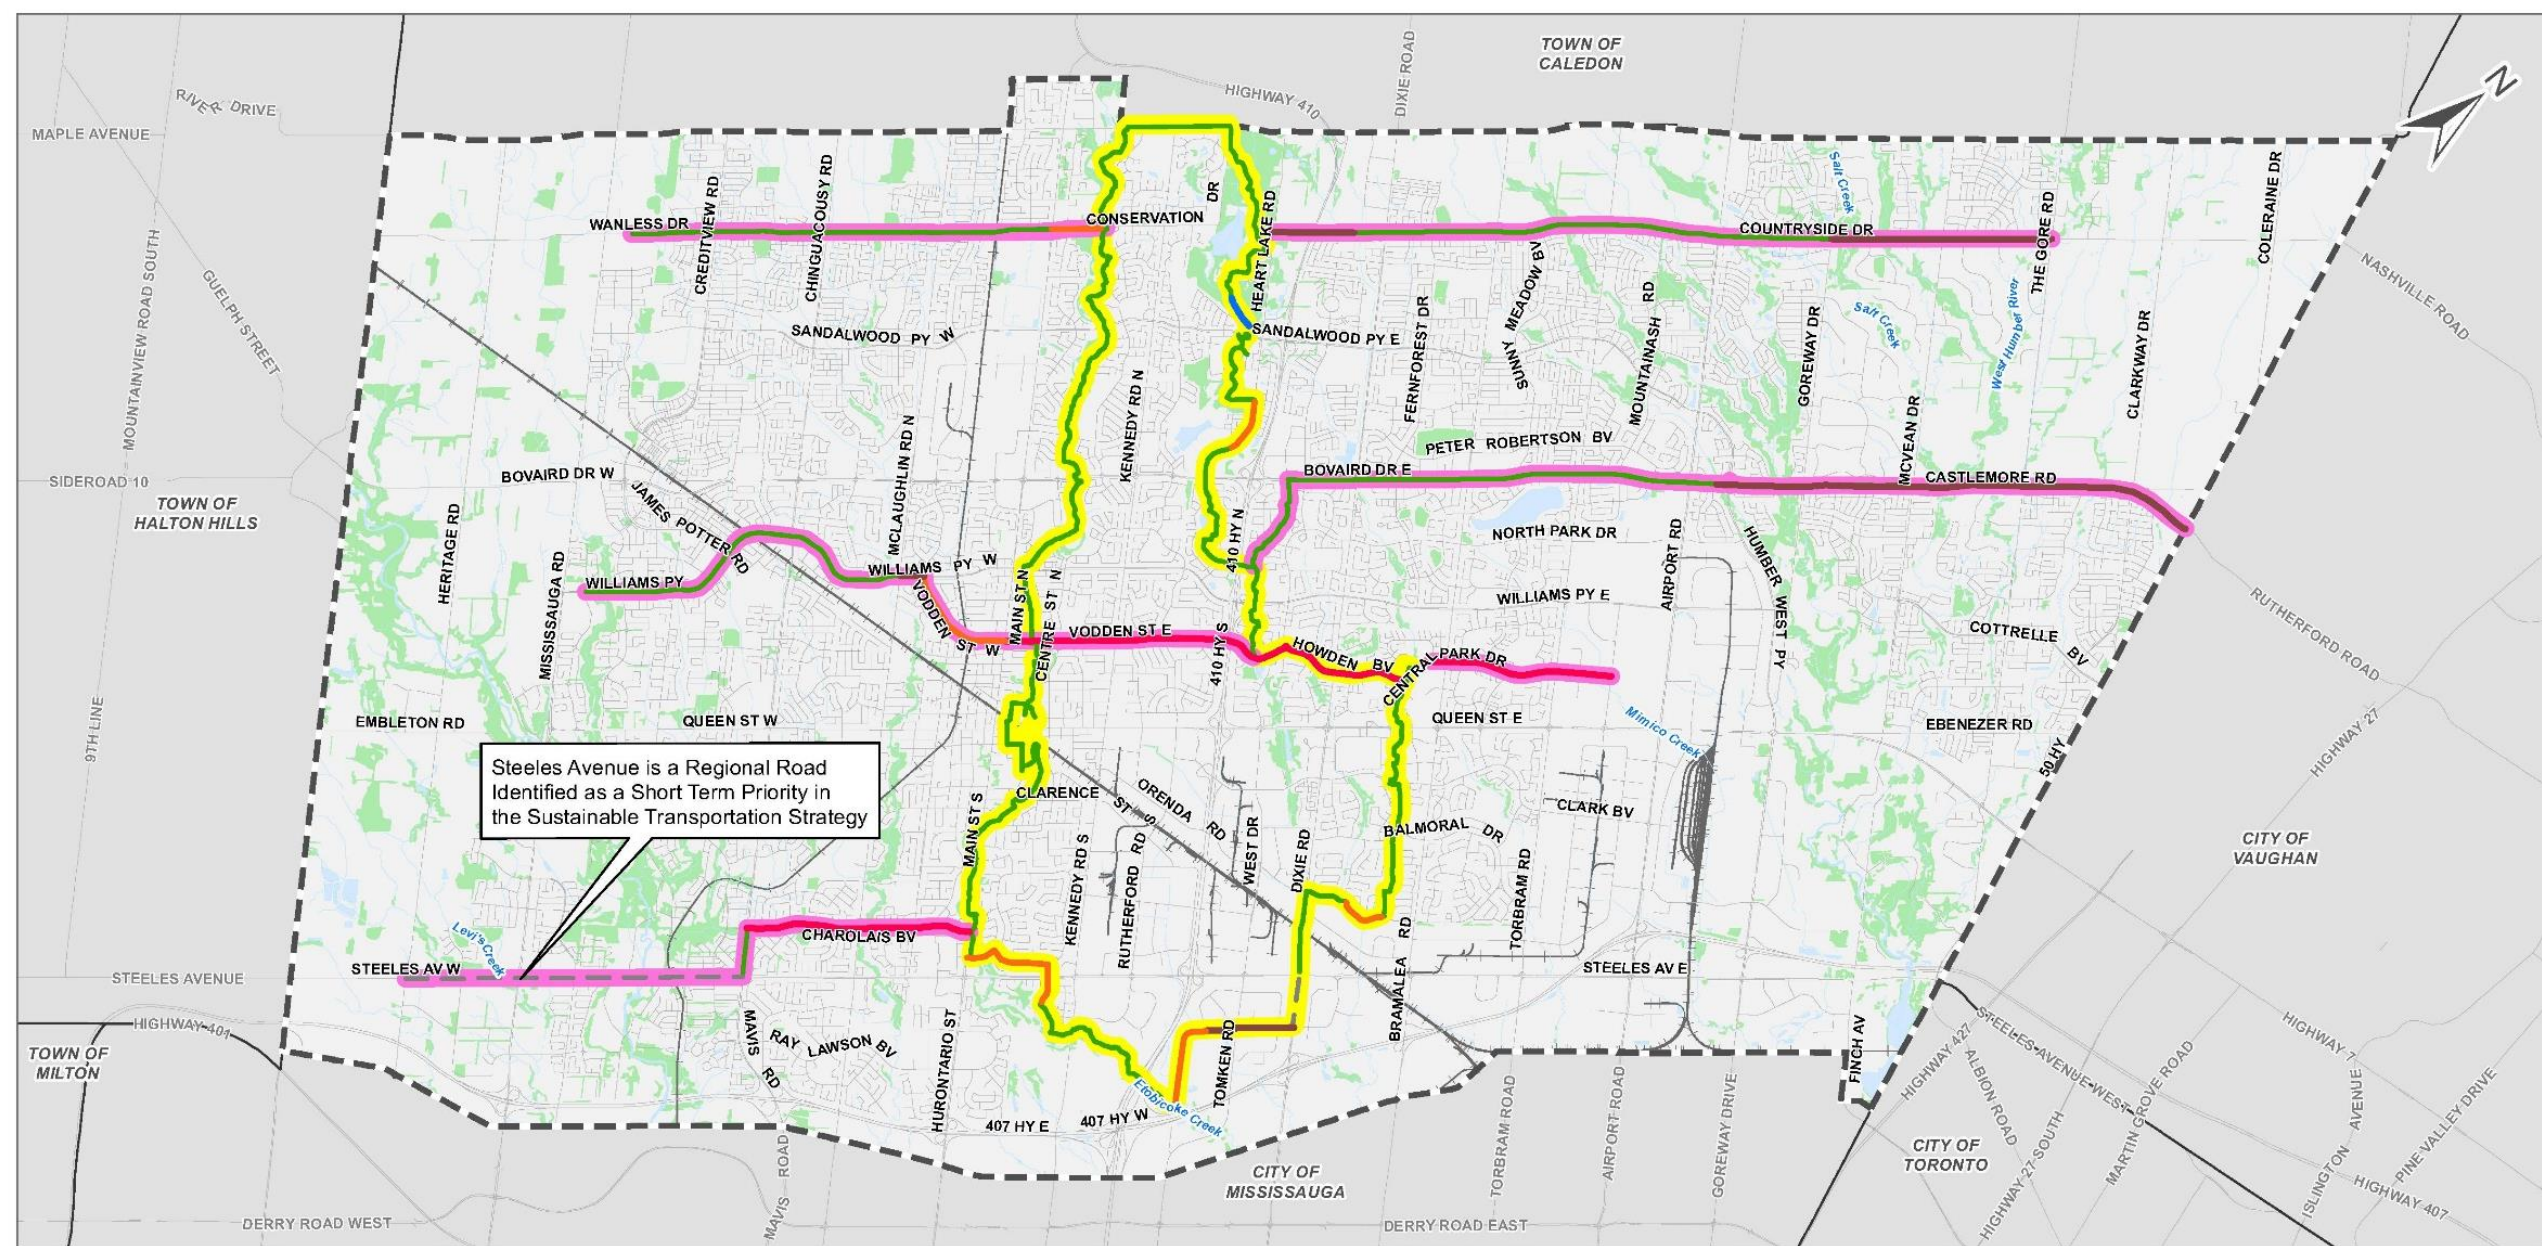 TOWN OF
CALEDON
N
RIVER DRIVE
MAPLE AVENUE
HIGHWAY 410
DIXIE ROAD
WANLESS DR
CREDITVIEW RD
CHINGUACOUSY RD
CONSERVATION
DR
HEART LAKE RD
COUNTRYSIDE DR
Salt Creek
THE GORE RD
COLERAINE DR
MOUNTAINVIEW ROAD SOUTH
GUELPH STREET
SANDALWOOD PY W
SANDALWOOD PY E
SUNNY MEADOW BV
FERNFOREST DR
MOUNTAINASH RD
GOREWAY DR
Salt Creek
West Humber River
CLARKWAY DR
NASHVILLE ROAD
KENNEDY RD N
MCLAUGHLIN RD N
PETER ROBERTSON BV
MCVEAN DR
SIDEROAD 10
BOVAIRD DR W
BOVAIRD DR E
CASTLEMORE RD
TOWN OF
HALTON HILLS
JAMES POTTER RD
HERITAGE RD
MISSISSAUGA RD
WILLIAMS PY
WILLIAMS PY W
VODDEN ST W
MAIN ST N
CENTRE ST N
410 HY N
NORTH PARK DR
AIRPORT RD
HUMBER WEST PY
WILLIAMS PY E
VODDEN ST E
410 HY S
HOWDEN BV
CENTRAL PARK DR
COTTRELLE BV
RUTHERFORD ROAD
9TH LINE
EMBLETON RD
QUEEN ST W
QUEEN ST E
Mimico Creek
EBENEZER RD
HIGHWAY 27
50 HY
Steeles Avenue is a Regional Road
Identified as a Short Term Priority in
the Sustainable Transportation Strategy
CLARENCE ST
ORENDA RD
CLARK BV
BALMORAL DR
MAIN ST S
KENNEDY RD S
RUTHERFORD RD S
WEST DR
DIXIE RD
TORBRAM RD
BRAMALEA RD
CITY OF
VAUGHAN
CHAROLAIS BV
Levi's Creek
STEELES AVENUE
STEELES AV W
STEELES AV E
HIGHWAY 401
TOWN OF
MILTON
MAVIS RD
RAY LAWSON BV
HURONTARIO ST
TOMKEN RD
Etobicoke Creek
407 HY E
407 HY W
FINCH AV
HIGHWAY 427
STEELES AVENUE WEST
HIGHWAY 7
ALBION ROAD
MARTIN GROVE ROAD
ISLINGTON AVENUE
PINE VALLEY DRIVE
HIGHWAY 27 SOUTH
HIGHWAY 407
CITY OF
TORONTO
CITY OF
MISSISSAUGA
MAVIS ROAD
TORBRAM ROAD
AIRPORT ROAD
GOREWAY DRIVE
DERRY ROAD WEST
DERRY ROAD EAST